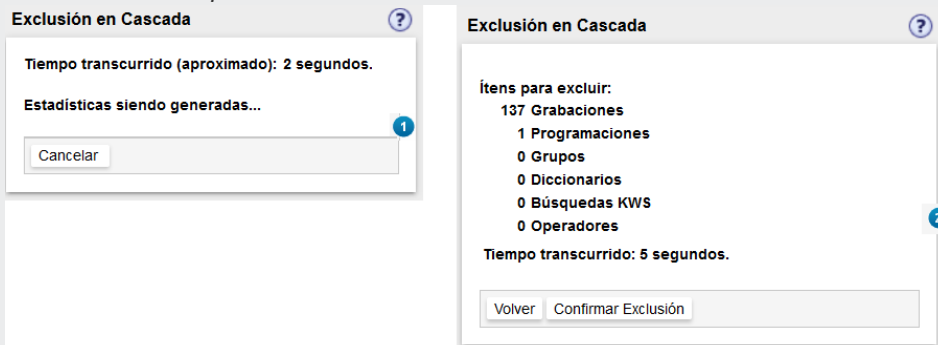 Exclusión en Cascada
?
Tiempo transcurrido (aproximado): 2 segundos.
Estadísticas siendo generadas...
1
Cancelar
Exclusión en Cascada
?
Ítens para excluir:
137 Grabaciones
1 Programaciones
0 Grupos
0 Diccionarios
0 Búsquedas KWS
0 Operadores
2
Tiempo transcurrido: 5 segundos.
Volver Confirmar Exclusión